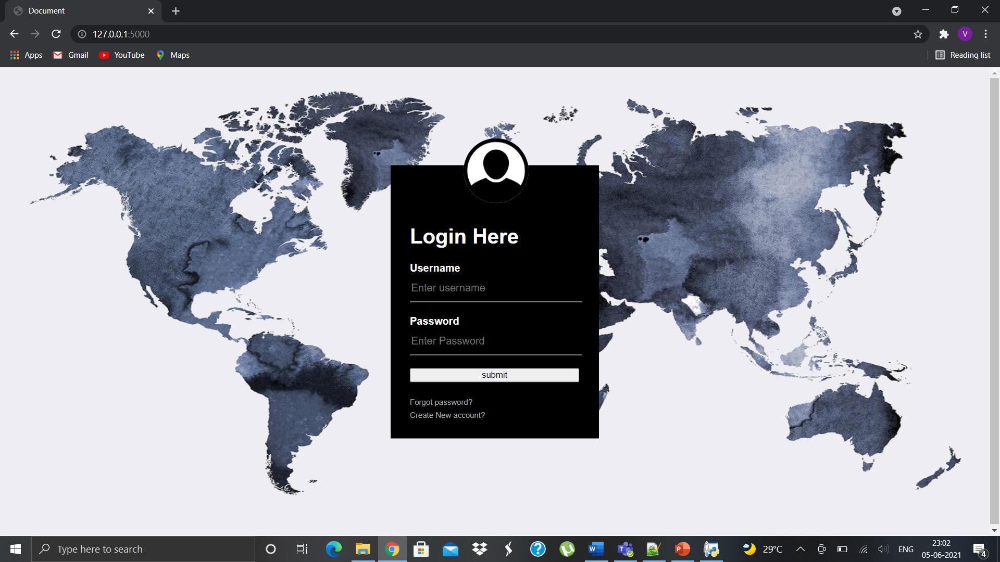 Document
127.0.0.1:5000
V
Apps Gmail YouTube Maps Reading list
Login Here
Username
Enter username
Password
Enter Password
submit
Forgot password?
Create New account?
Type here to search
29°C ENG
23:02
05-06-2021
4